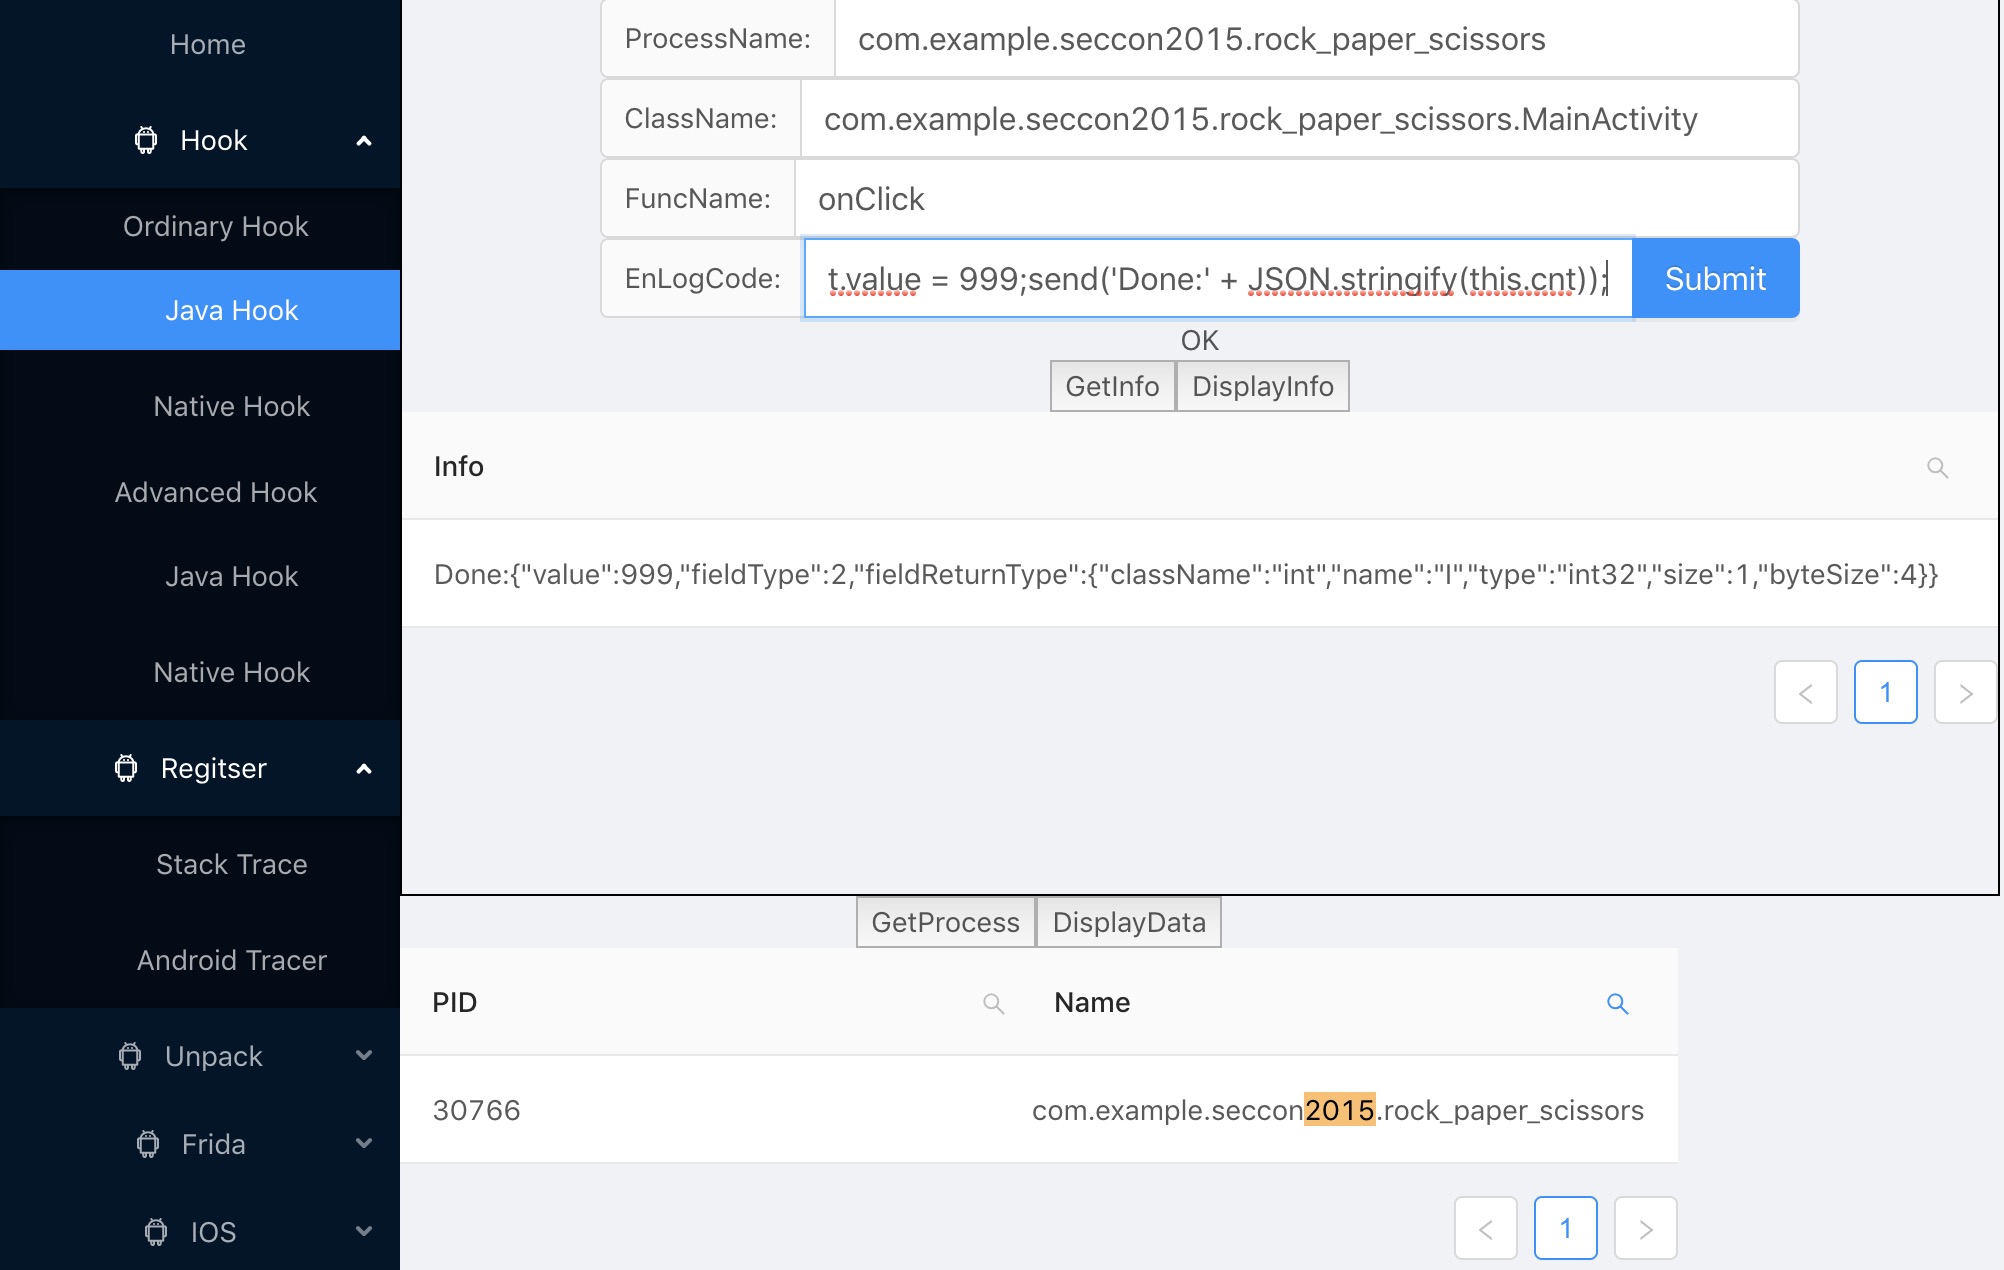 Home
Hook
Ordinary Hook
Java Hook
Native Hook
Advanced Hook
Java Hook
Native Hook
Regitser
Stack Trace
Android Tracer
Unpack
Frida
IOS
ProcessName: com.example.seccon2015.rock_paper_scissors
ClassName: com.example.seccon2015.rock_paper_scissors.MainActivity
FuncName: onClick
EnLogCode: t.value = 999;send('Done:' + JSON.stringify(this.cnt)); Submit
OK
GetInfo DisplayInfo
Info
Done:{"value":999,"fieldType":2,"fieldReturnType":{"className":"int","name":"I","type":"int32","size":1,"byteSize":4}}
< 1 >
GetProcess DisplayData
PID Name
30766 com.example.seccon2015.rock_paper_scissors
< 1 >